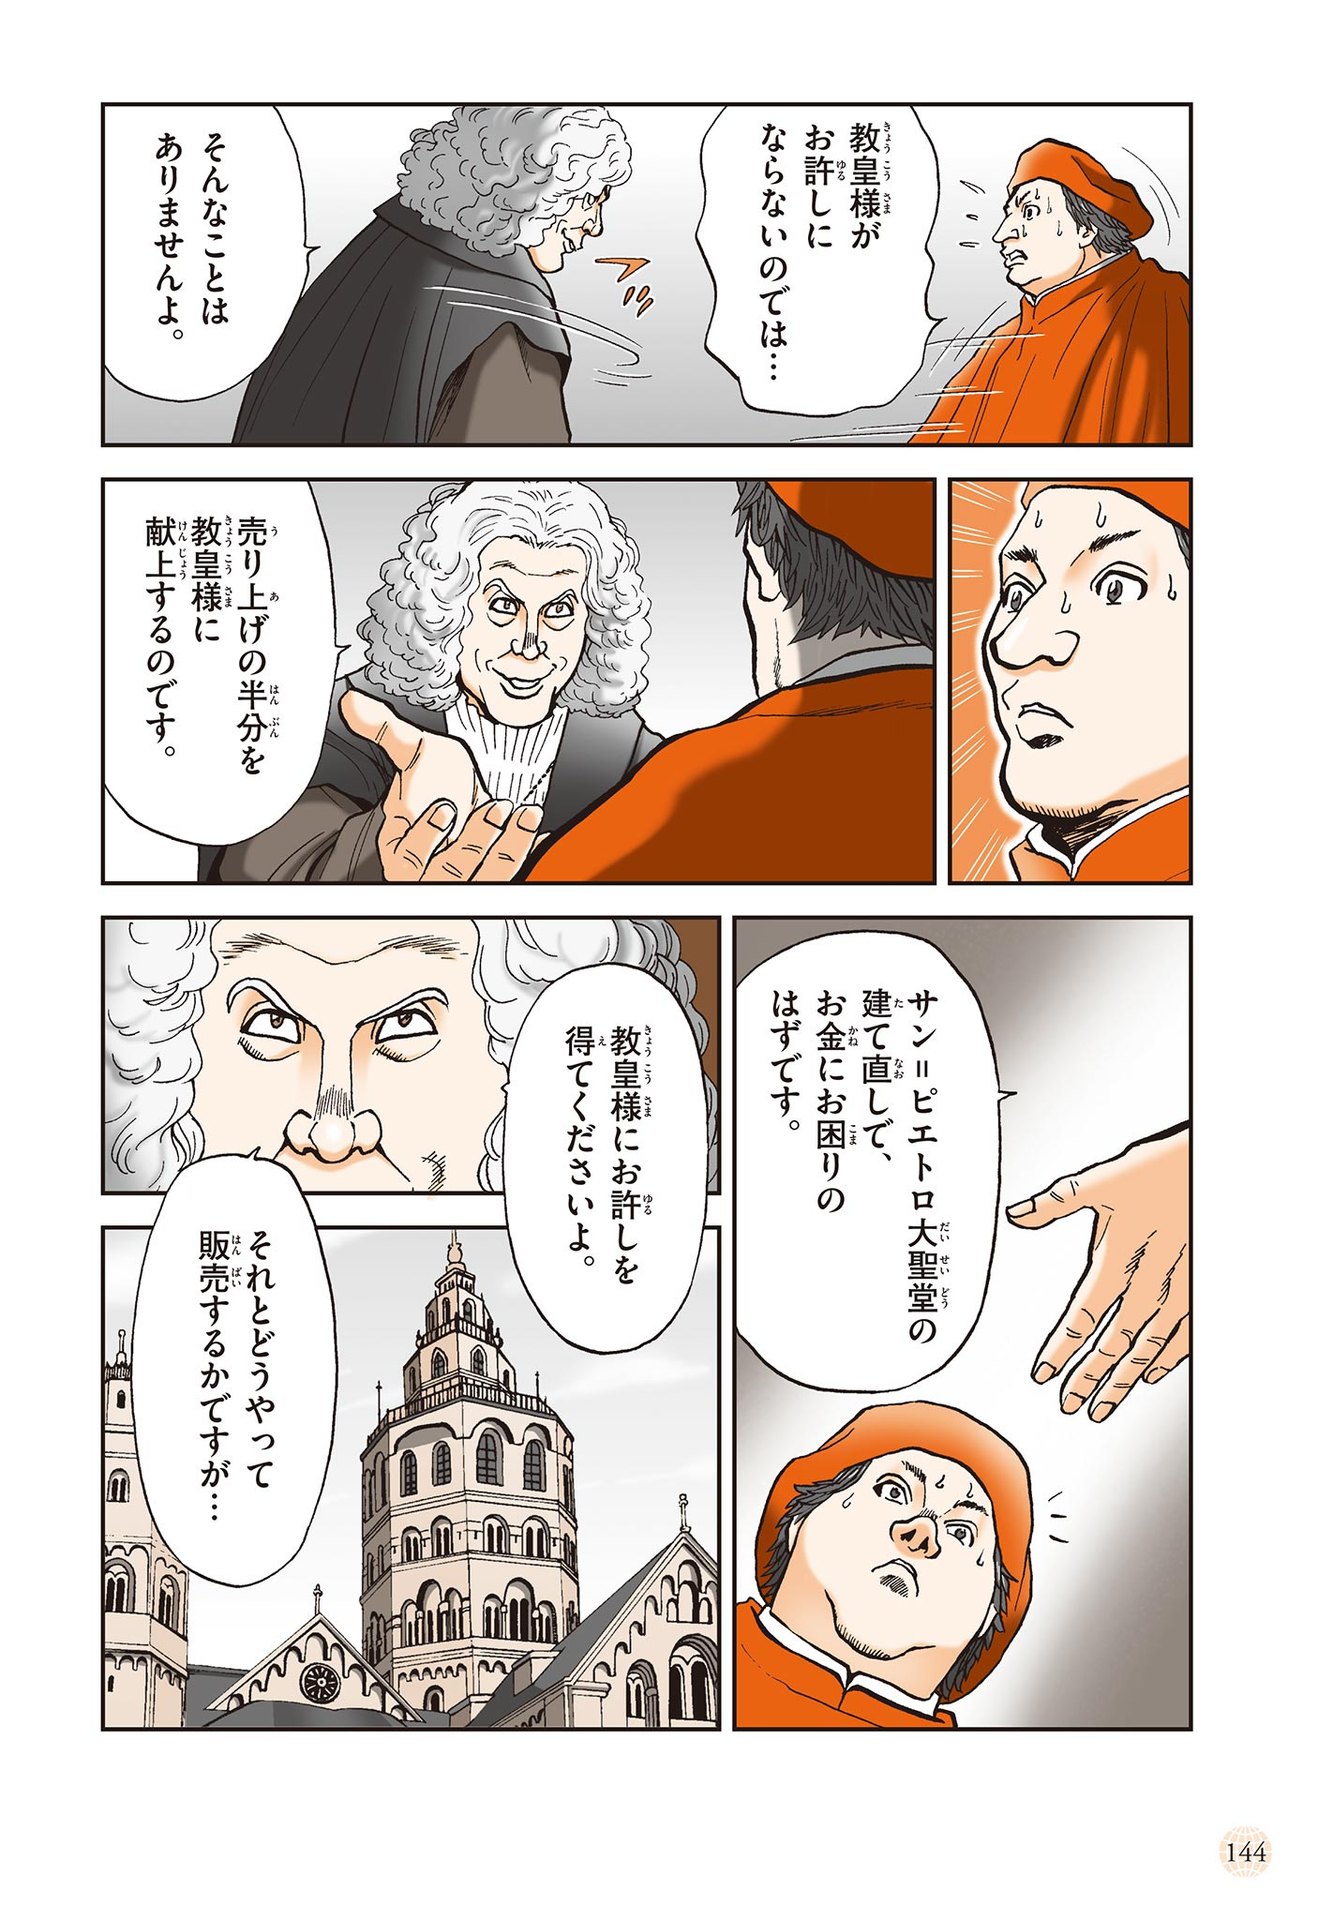 教皇様が
お許しに
ならないのでは…
そんなことは
ありませんよ。
売り上げの半分を
教皇様に
献上するのです。
サン＝ピエトロ大聖堂の
建て直しで、
お金にお困りの
はずです。
教皇様にお許しを
得てくださいよ。
それとどうやって
販売するかですが…
144